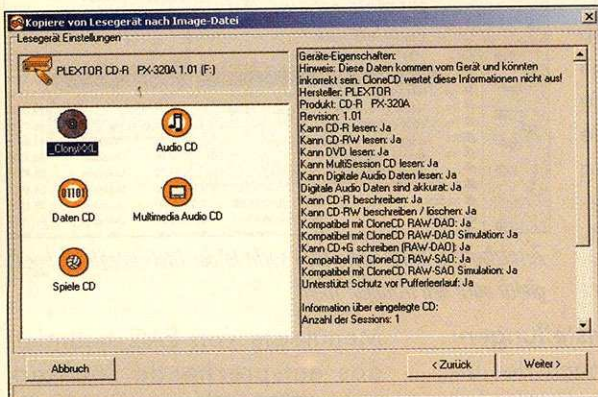 Kopiere von Lesegerät nach Image-Datei
Lesegerät Einstellungen
PLEXTOR CD-R PX-320A 1.01 (F:)
_ClonyXXL
Audio CD
Daten CD
Multimedia Audio CD
Spiele CD
Geräte-Eigenschaften:
Hinweis: Diese Daten kommen vom Gerät und könnten
inkorrekt sein. CloneCD wertet diese Informationen nicht aus!
Hersteller: PLEXTOR
Produkt: CD-R PX-320A
Revision: 1.01
Kann CD-R lesen: Ja
Kann CD-RW lesen: Ja
Kann DVD lesen: Ja
Kann MultiSession CD lesen: Ja
Kann Digitale Audio Daten lesen: Ja
Digitale Audio Daten sind akkurat: Ja
Kann CD-R beschreiben: Ja
Kann CD-RW beschreiben / löschen: Ja
Kompatibel mit CloneCD RAW-DAO: Ja
Kompatibel mit CloneCD RAW-DAO Simulation: Ja
Kann CD+G schreiben (RAW-DAO): Ja
Kompatibel mit CloneCD RAW-SAO: Ja
Kompatibel mit CloneCD RAW-SAO Simulation: Ja
Unterstützt Schutz vor Pufferleerlauf: Ja
Information über eingelegte CD:
Anzahl der Sessions: 1
Abbruch
< Zurück
Weiter >